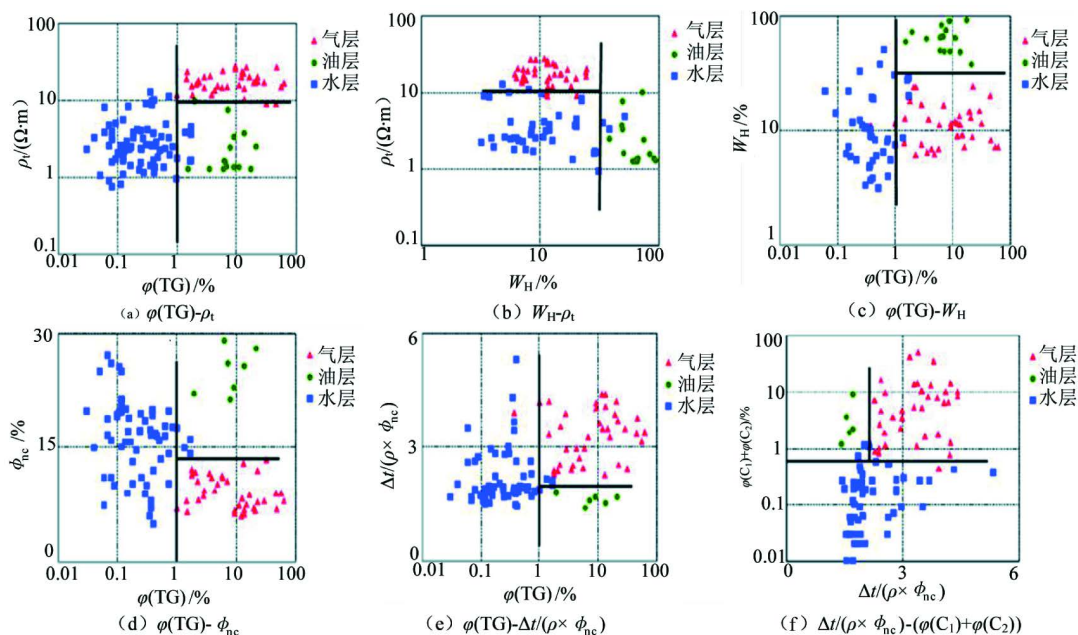 100
10
1
0.1
ρt/(Ω·m)
0.01 0.1 1 10 100
φ(TG)/%
气层
油层
水层
(a) φ(TG)-ρt
100
10
1
0.1
ρt/(Ω·m)
1 10 100
WH/%
气层
油层
水层
(b) WH-ρt
100
10
1
WH/%
0.01 0.1 1 10 100
φ(TG)/%
气层
油层
水层
(c) φ(TG)-WH
30
15
0
ϕnc/%
0.01 0.1 1 10 100
φ(TG)/%
气层
油层
水层
(d) φ(TG)- ϕnc
6
3
0
Δt/(ρ× ϕnc)
0.01 0.1 1 10 100
φ(TG)/%
气层
油层
水层
(e) φ(TG)-Δt/(ρ× ϕnc)
100
10
1
0.1
0.01
φ(C1)+φ(C2)/%
0 3 6
Δt/(ρ× ϕnc)
气层
油层
水层
(f) Δt/(ρ× ϕnc)-(φ(C1)+φ(C2))